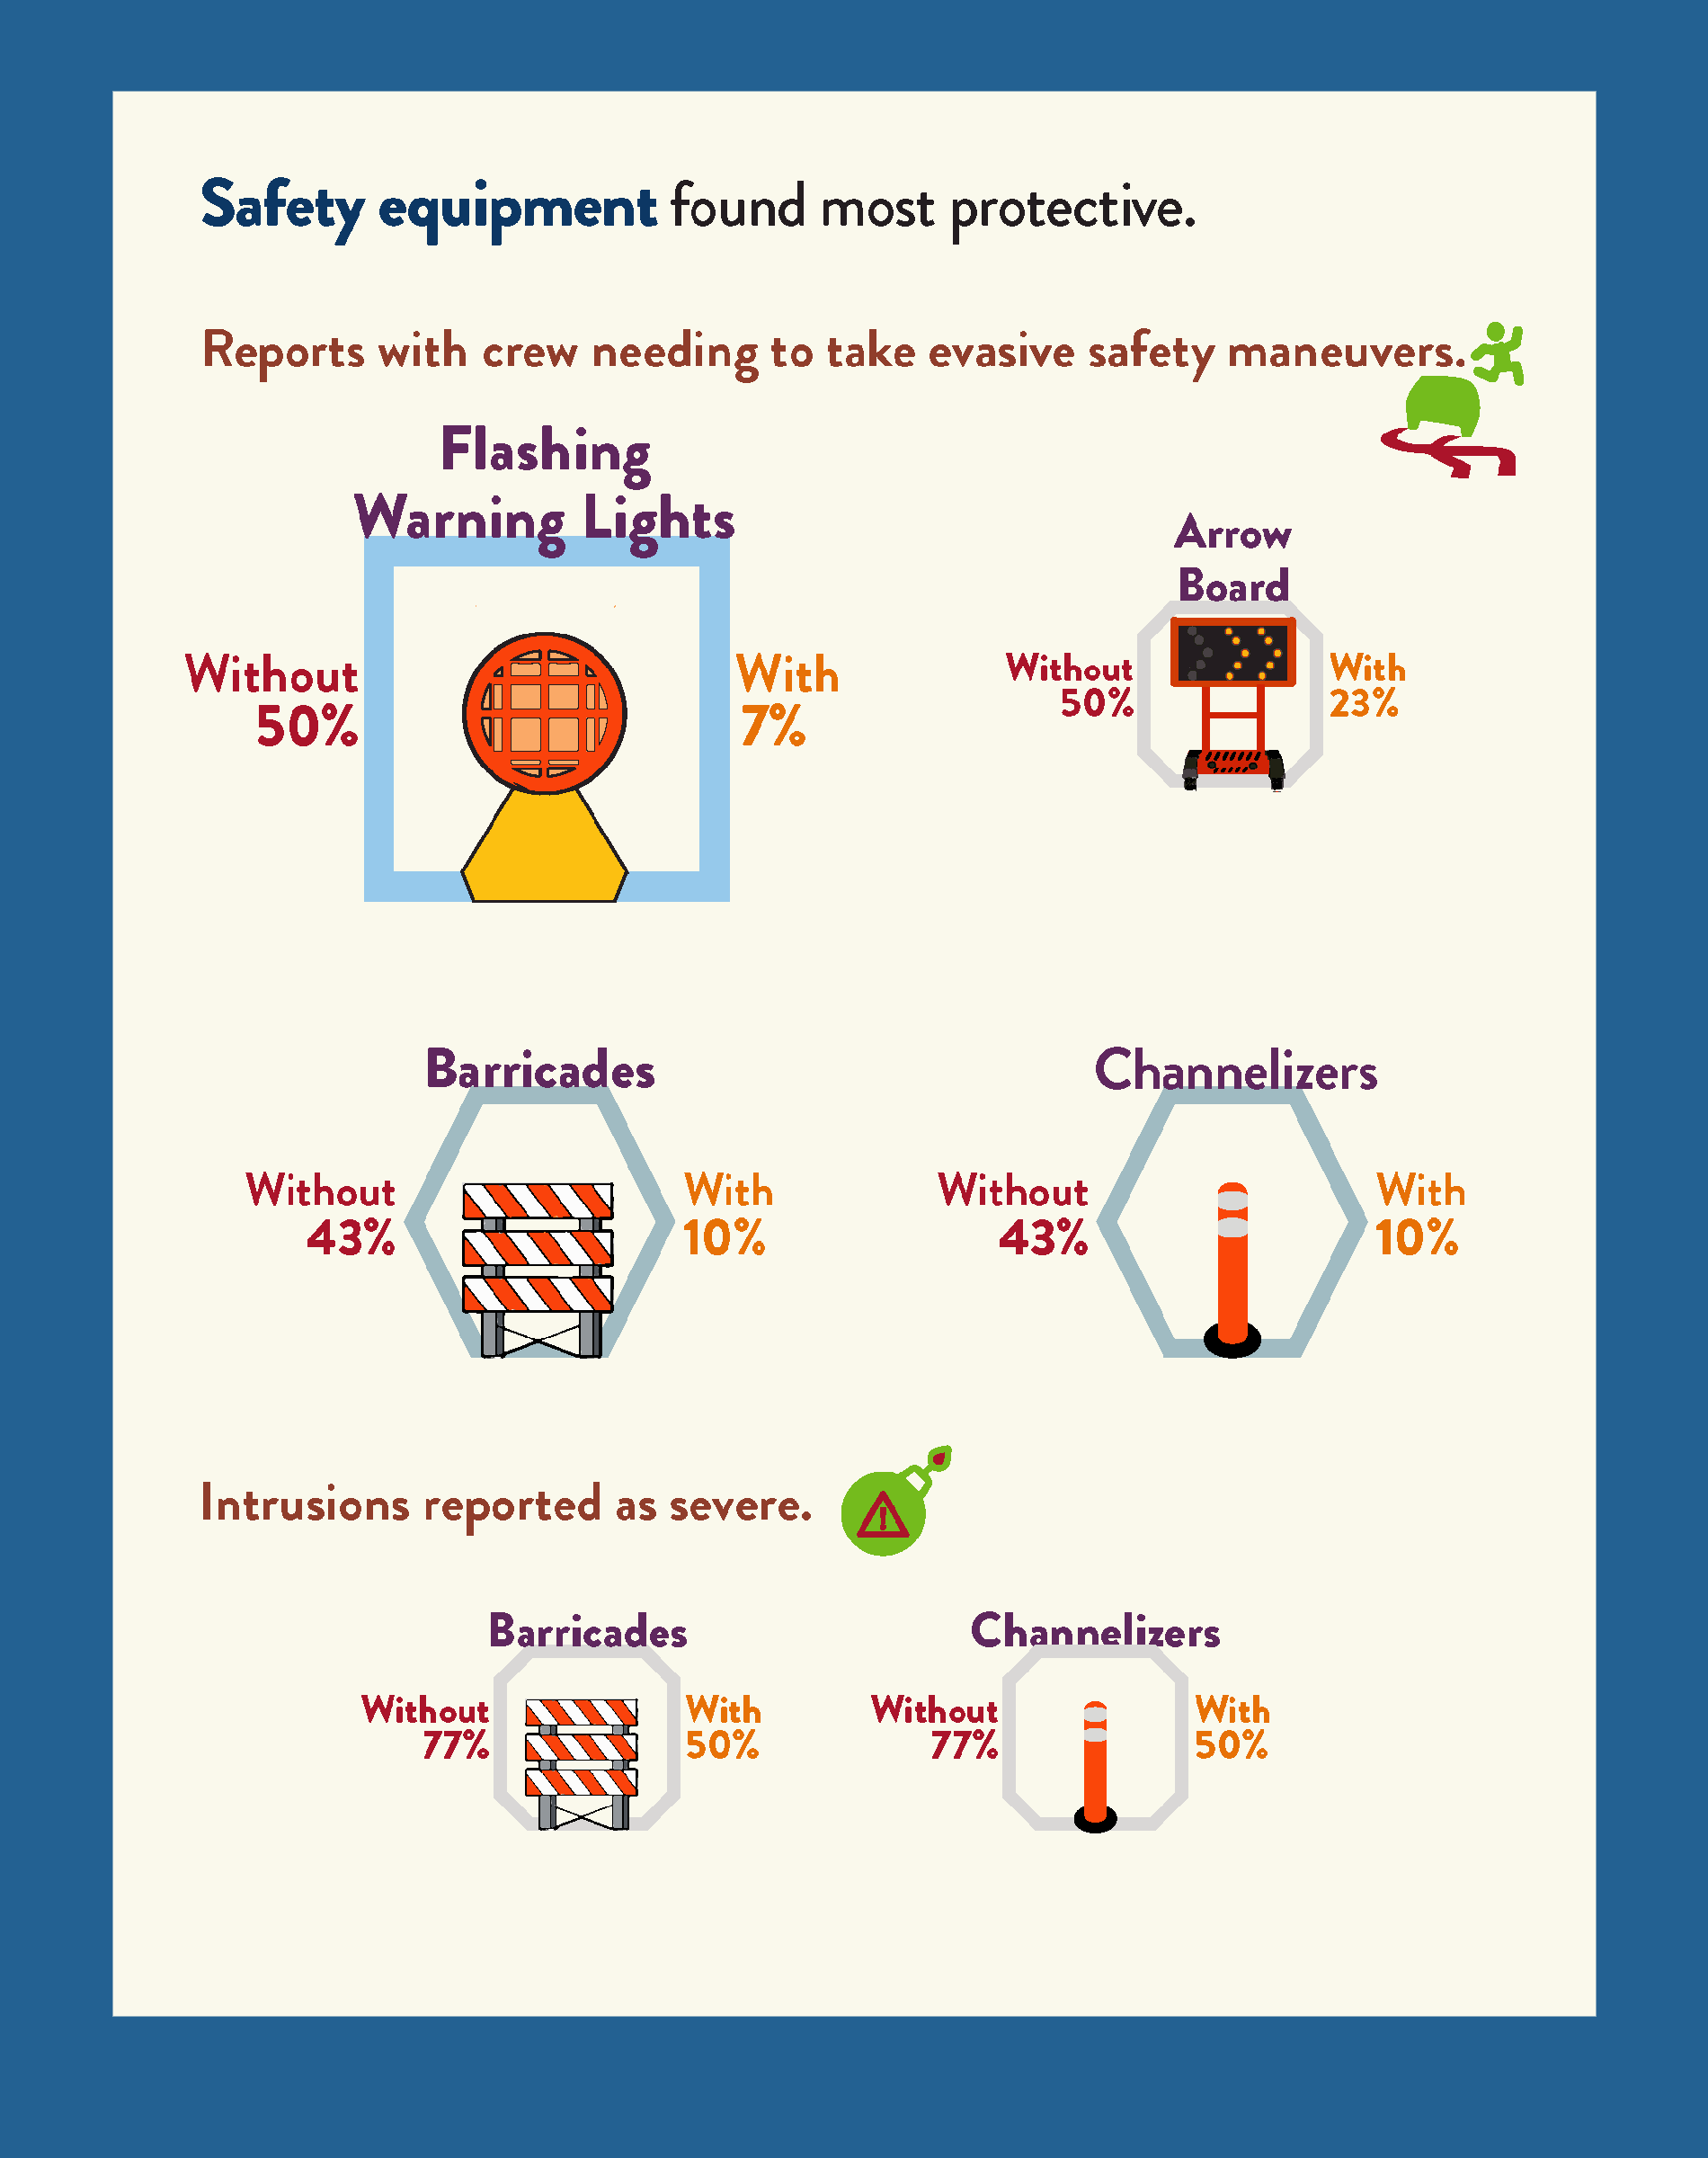 Safety equipment found most protective.
Reports with crew needing to take evasive safety maneuvers.
Flashing
Warning Lights
Without
50%
With
7%
Arrow
Board
Without
50%
With
23%
Barricades
Without
43%
With
10%
Channelizers
Without
43%
With
10%
Intrusions reported as severe.
!
Barricades
Without
77%
With
50%
Channelizers
Without
77%
With
50%